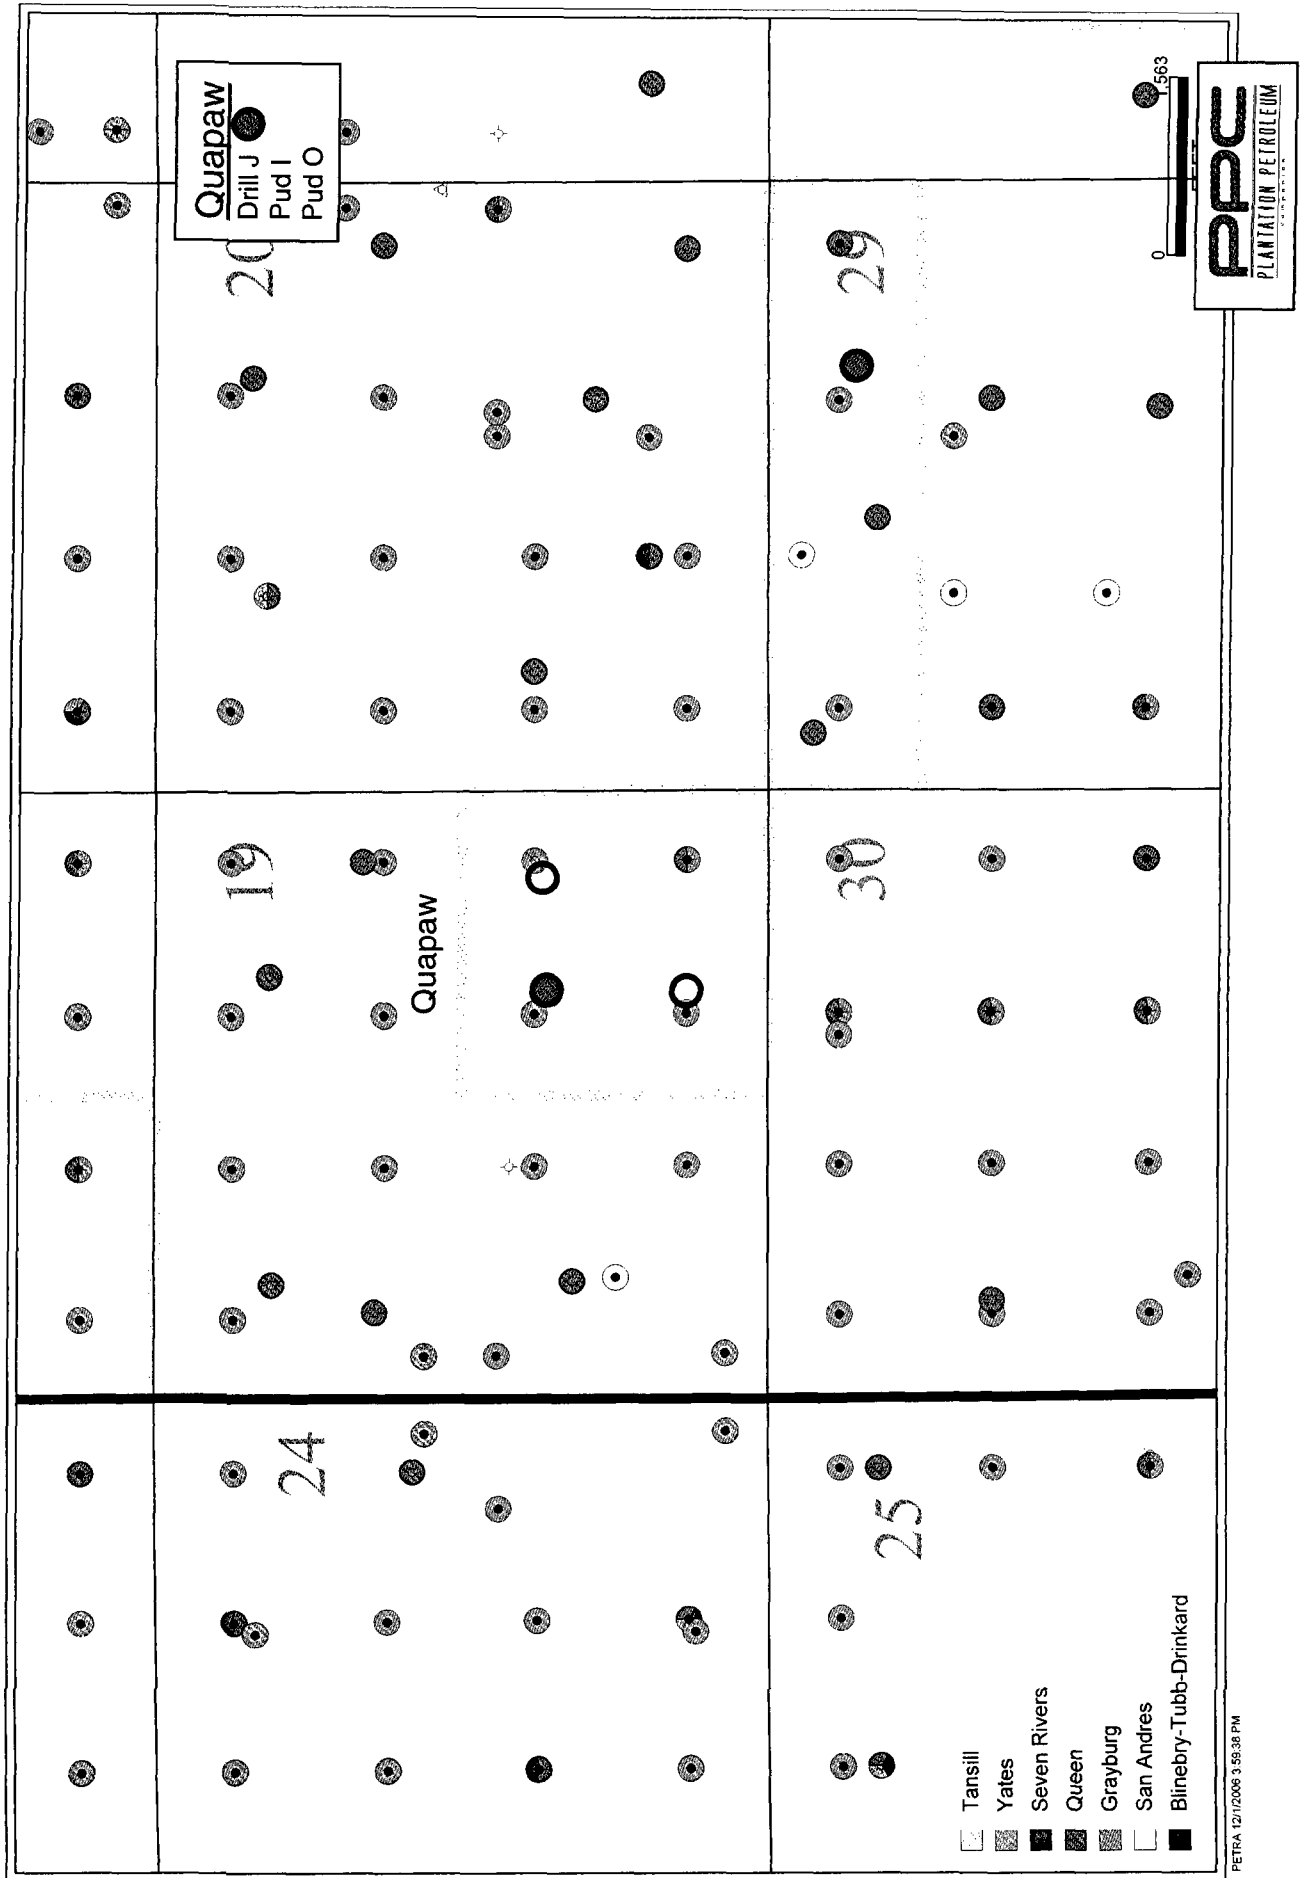 Quapaw
Drill J
Pud I
Pud O
20
29
19
30
Quapaw
24
25
0
1,563
PPC
PLANTATION PETROLEUM
companies
Tansill
Yates
Seven Rivers
Queen
Grayburg
San Andres
Blinebry-Tubb-Drinkard
PETRA 12/1/2006 3:59:38 PM